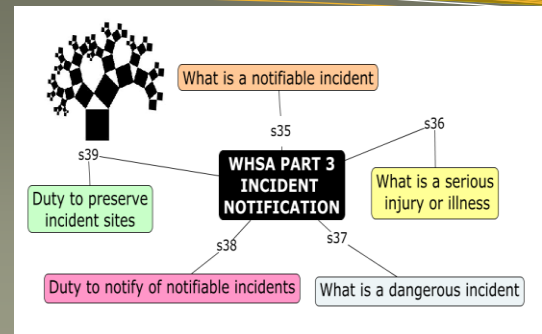 What is a notifiable incident
s35
s36
s39
WHSA PART 3
INCIDENT
NOTIFICATION
What is a serious
injury or illness
Duty to preserve
incident sites
s38
s37
Duty to notify of notifiable incidents
What is a dangerous incident